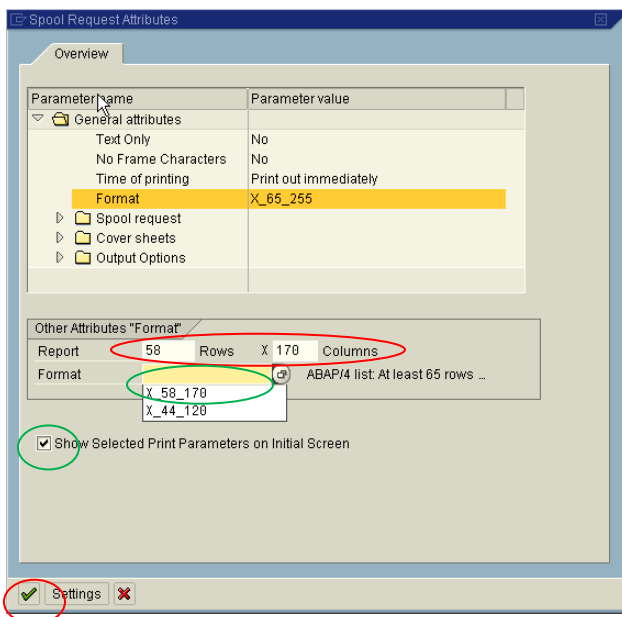 Spool Request Attributes
Overview
Parameter name Parameter value
General attributes
Text Only No
No Frame Characters No
Time of printing Print out immediately
Format X_65_255
Spool request
Cover sheets
Output Options
Other Attributes "Format"
Report 58 Rows X 170 Columns
Format ABAP/4 list: At least 65 rows ...
X_58_170
X_44_120
Show Selected Print Parameters on Initial Screen
Settings